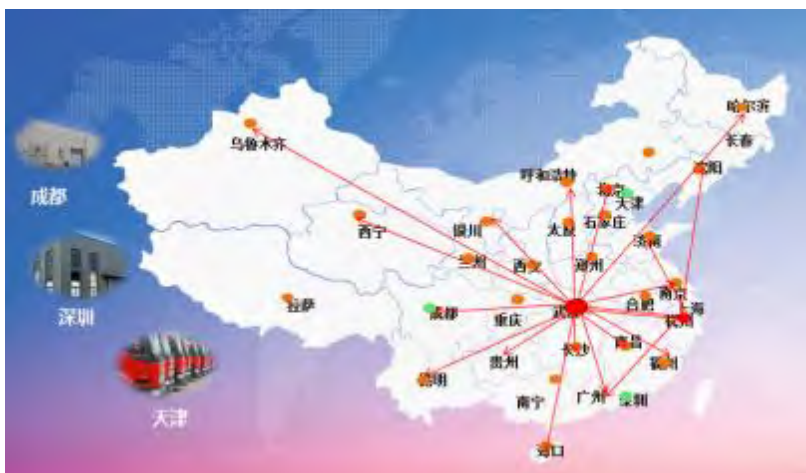 哈尔滨
长春
乌鲁木齐
沈阳
呼和浩特
北京
天津
成都
西宁
银川
太原
石家庄
济南
兰州
西安
郑州
拉萨
成都
重庆
武汉
合肥
南京
上海
杭州
深圳
长沙
南昌
贵州
福州
昆明
南宁
广州
深圳
天津
海口